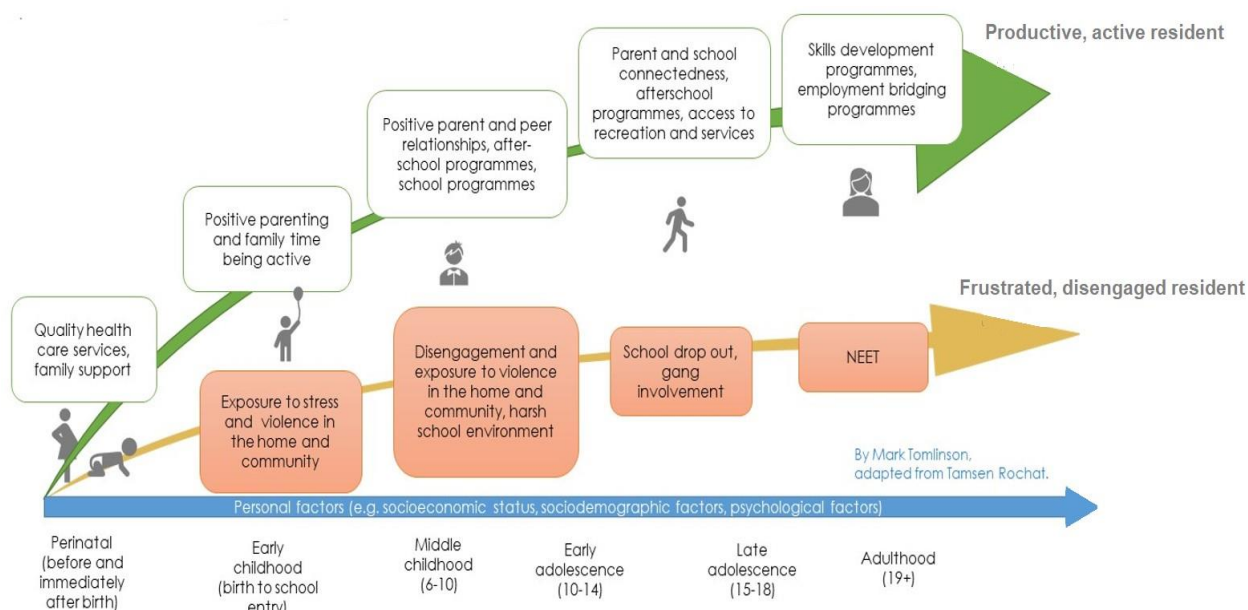 Productive, active resident
Skills development
programmes,
employment bridging
programmes
Parent and school
connectedness,
afterschool
programmes, access to
recreation and services
Positive parent and peer
relationships, after-
school programmes,
school programmes
Positive parenting
and family time
being active
Quality health
care services,
family support
Frustrated, disengaged resident
Exposure to stress
and violence in
the home and
community
Disengagement and
exposure to violence
in the home and
community, harsh
school environment
School drop out,
gang
involvement
NEET
By Mark Tomlinson,
adapted from Tamsen Rochat.
Personal factors (e.g. socioeconomic status, sociodemographic factors, psychological factors)
Perinatal
(before and
immediately
after birth)
Early
childhood
(birth to school
entry)
Middle
childhood
(6-10)
Early
adolescence
(10-14)
Late
adolescence
(15-18)
Adulthood
(19+)